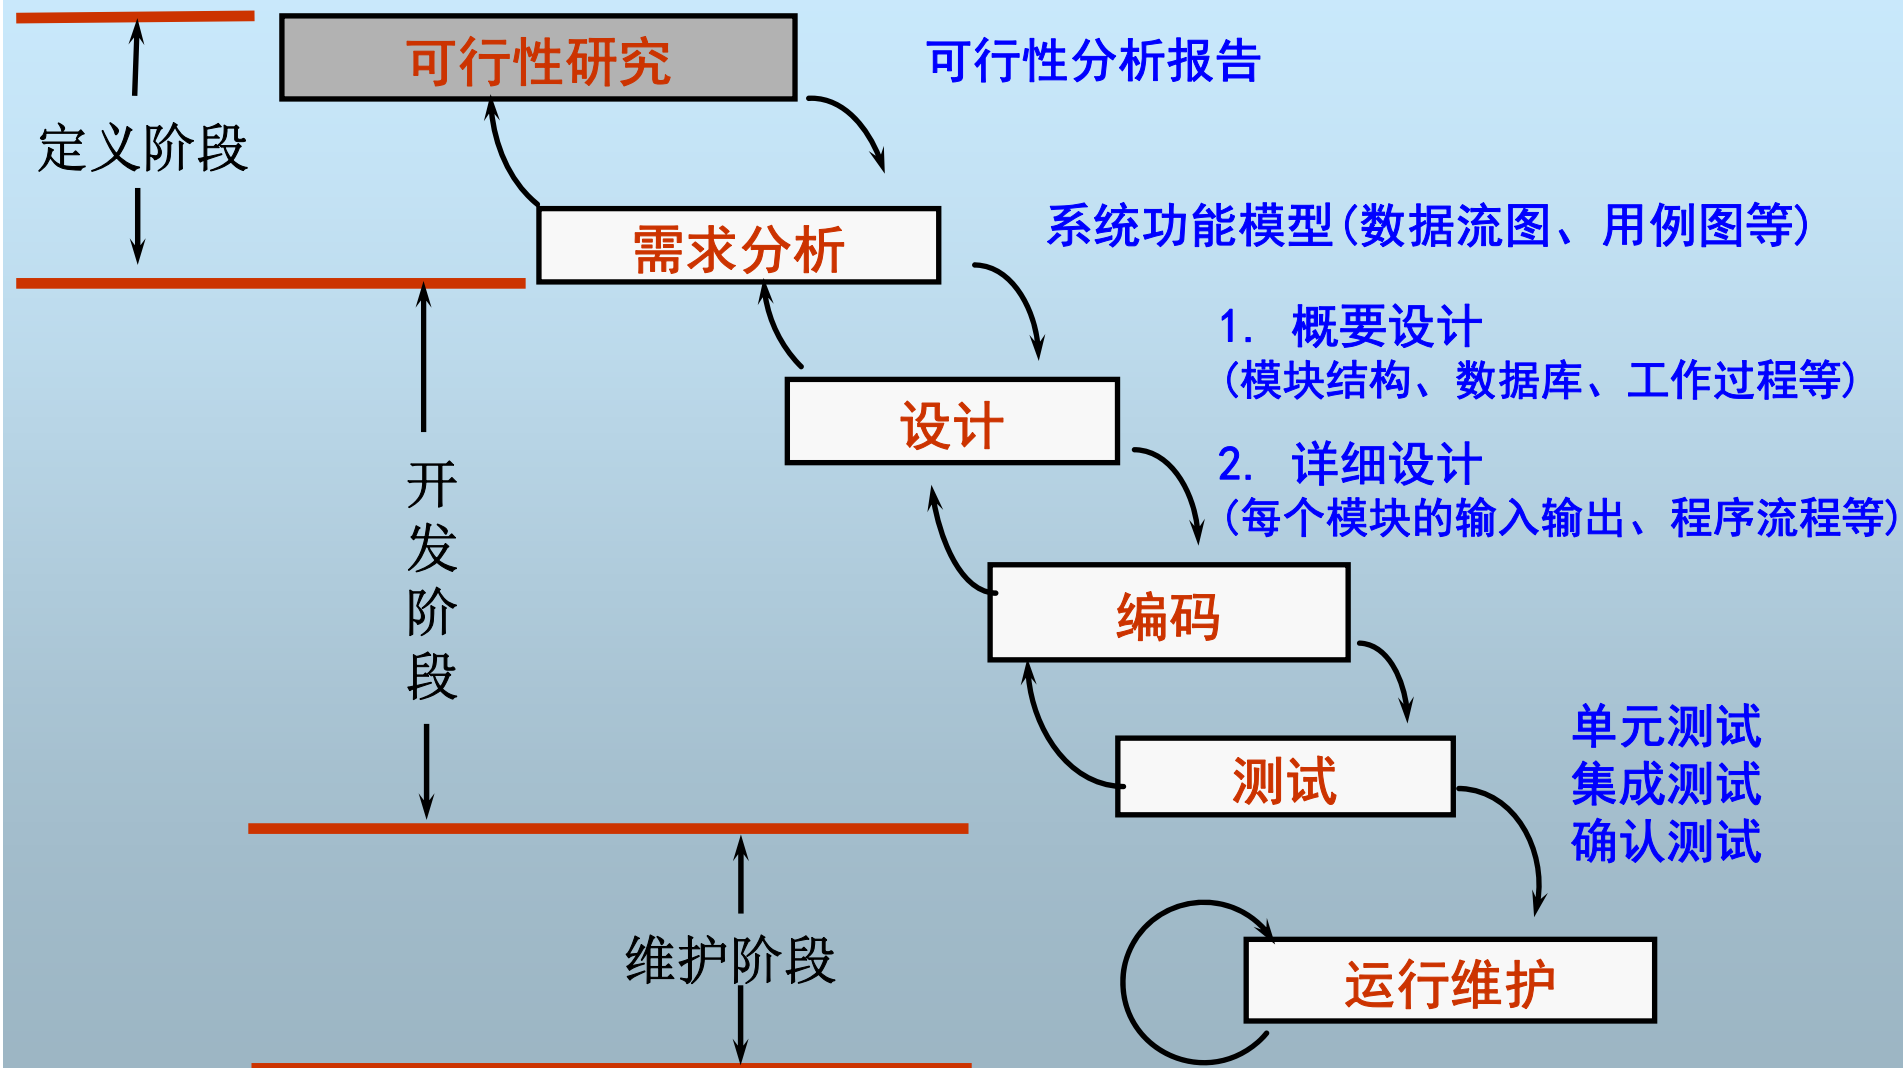 可行性研究
可行性分析报告
定义阶段
需求分析
系统功能模型(数据流图、用例图等)
1. 概要设计
(模块结构、数据库、工作过程等)
设计
2. 详细设计
(每个模块的输入输出、程序流程等)
开
发
阶
段
编码
测试
单元测试
集成测试
确认测试
维护阶段
运行维护